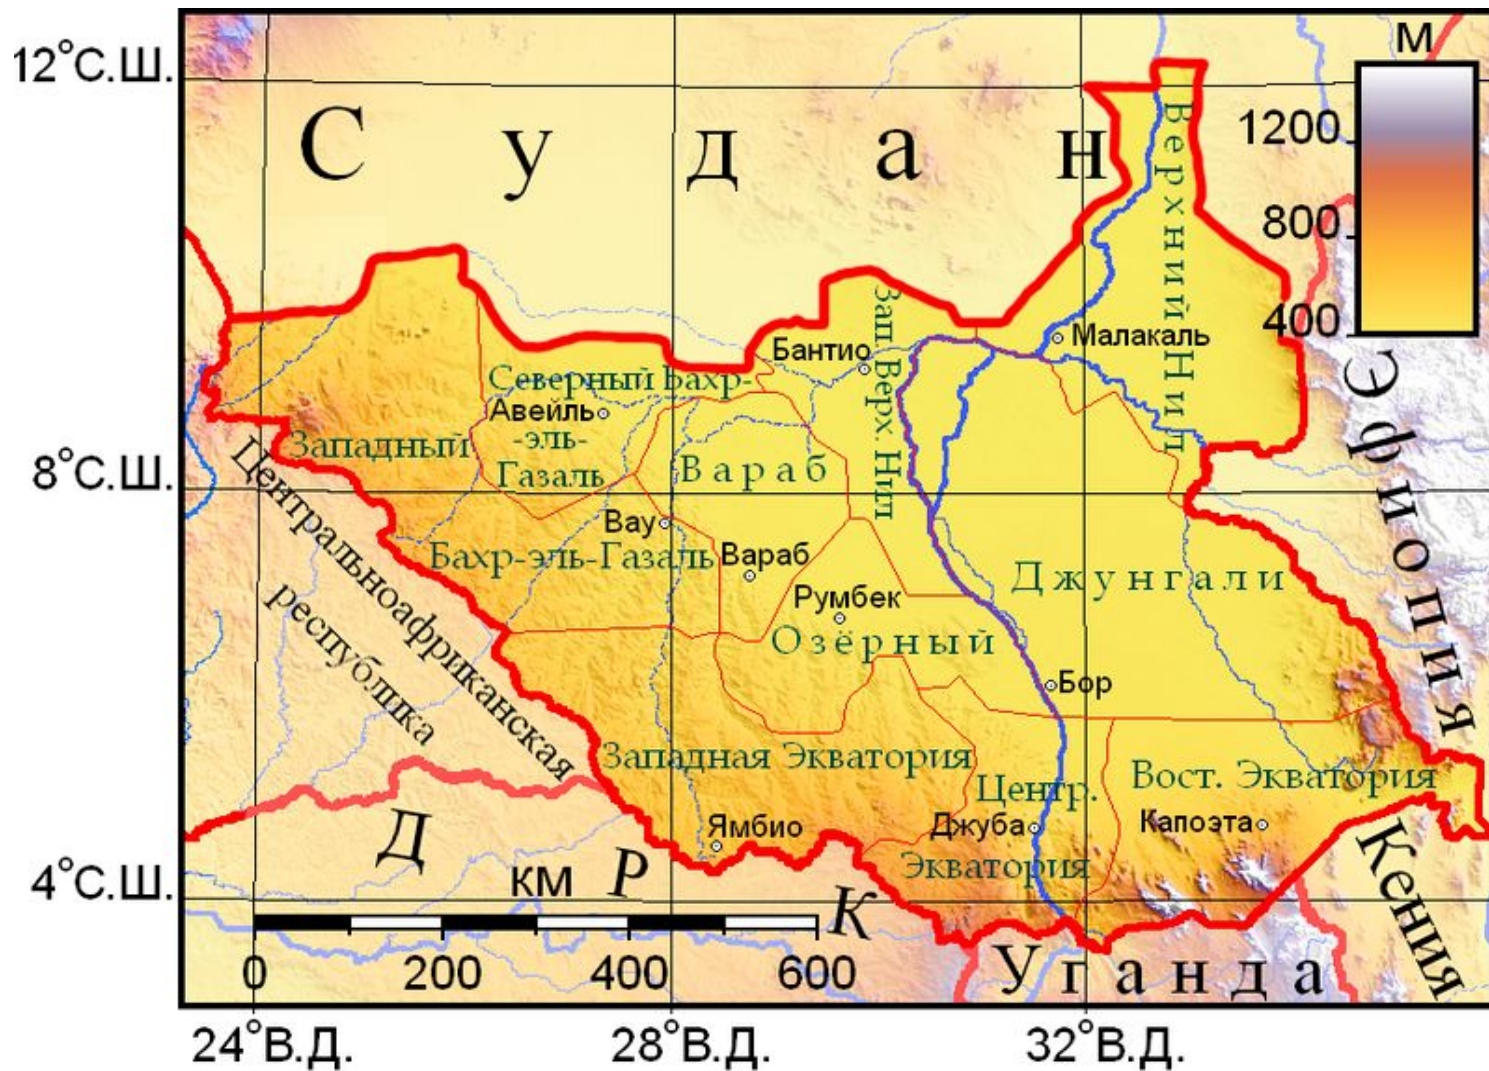 12°С.Ш.
8°С.Ш.
4°С.Ш.
24°В.Д.
28°В.Д.
32°В.Д.
М
1200
800
400
Судан
Верхний Нил
Малакаль
Бантио
Зап. Верх. Нил
Северный Бахр-
-эль-
Газаль
Авейль
Западный
Бахр-эль-Газаль
Вараб
Вау
Вараб
Румбек
Озёрный
Джунгали
Бор
Эфиопия
Центральноафриканская
республика
Западная Экватория
Центр.
Экватория
Вост. Экватория
Ямбио
Джуба
Капоэта
ДРК
Уганда
Кения
КМ
0 200 400 600